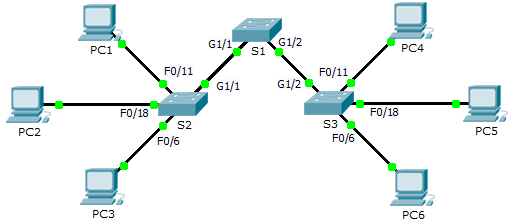 PC1
G1/1
S1
G1/2
PC4
F0/11
G1/1
G1/2
F0/11
PC2
F0/18
S2
S3
F0/18
PC5
F0/6
F0/6
PC3
PC6